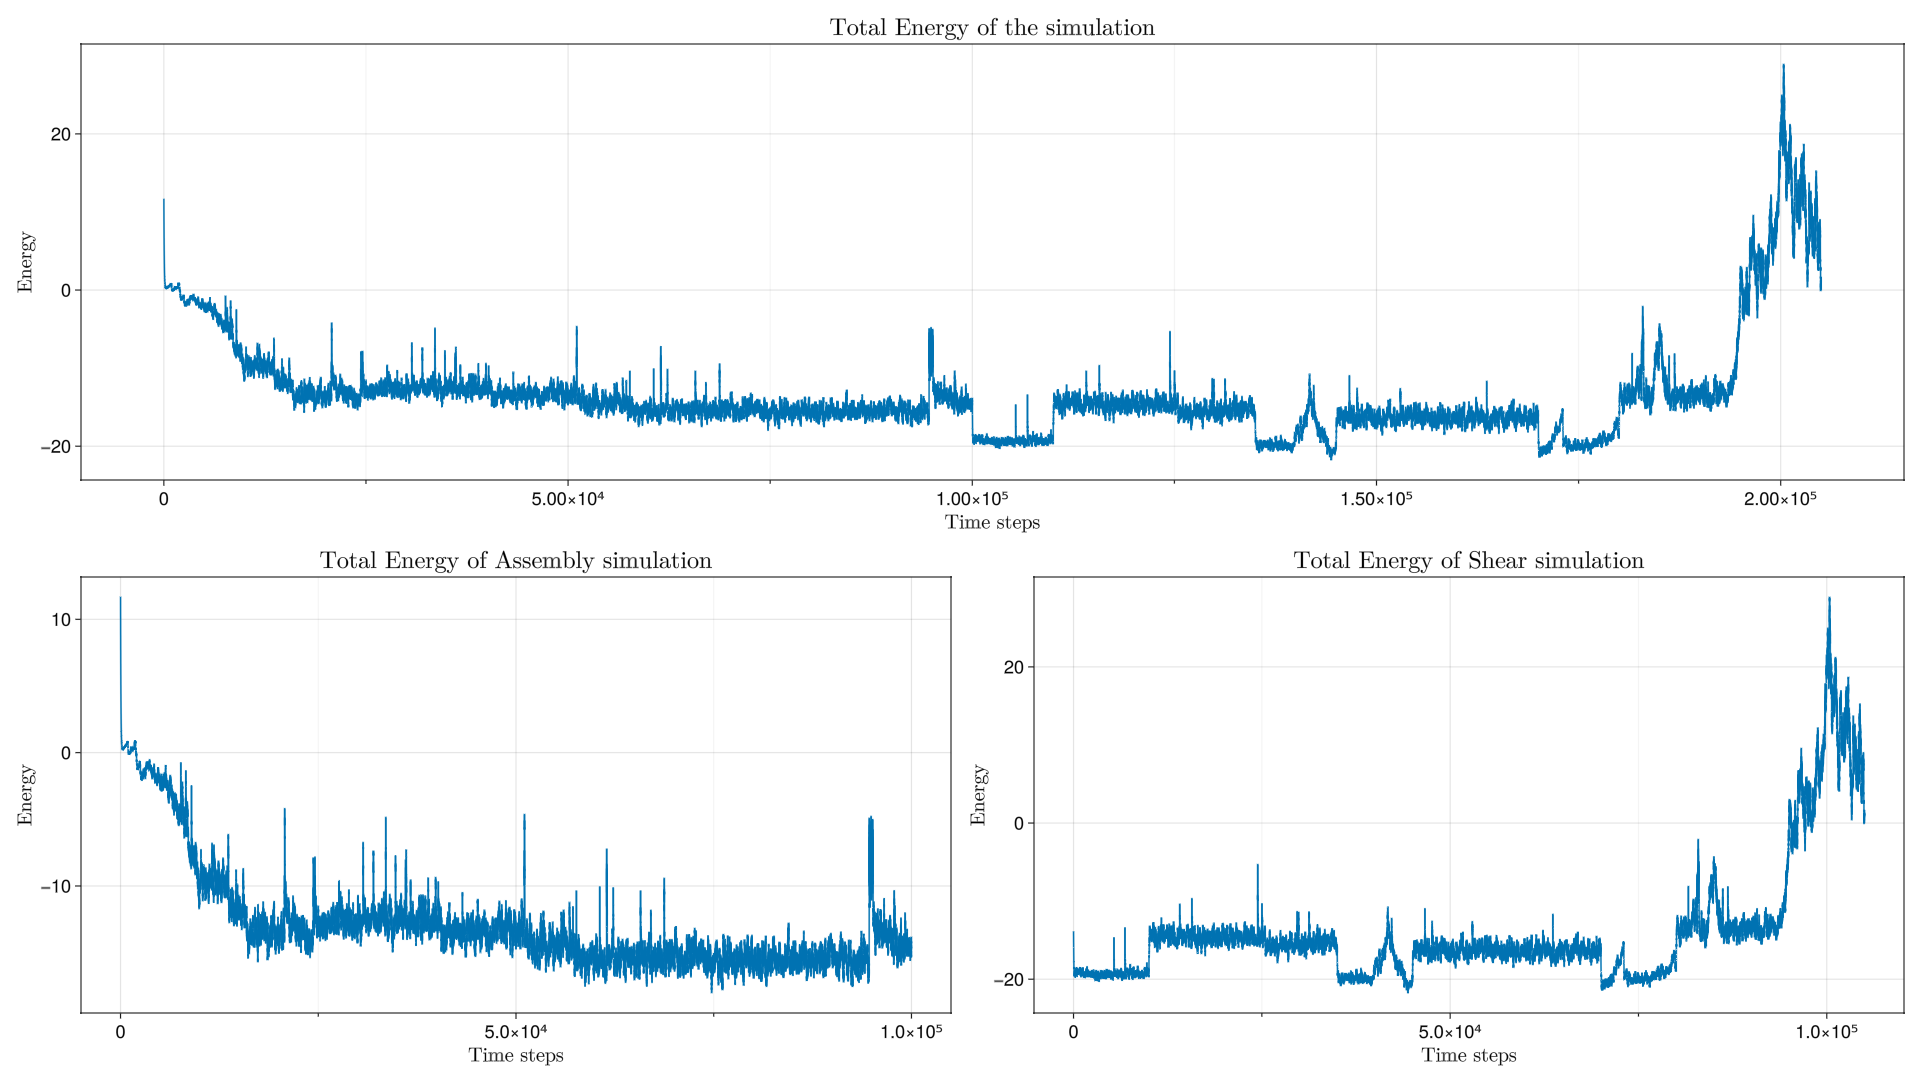 Total Energy of the simulation
Energy
20
0
−20
0
5.00×10⁴
1.00×10⁵
1.50×10⁵
2.00×10⁵
Time steps
Total Energy of Assembly simulation
Energy
10
0
−10
0
5.0×10⁴
1.0×10⁵
Time steps
Total Energy of Shear simulation
Energy
20
0
−20
0
5.0×10⁴
1.0×10⁵
Time steps